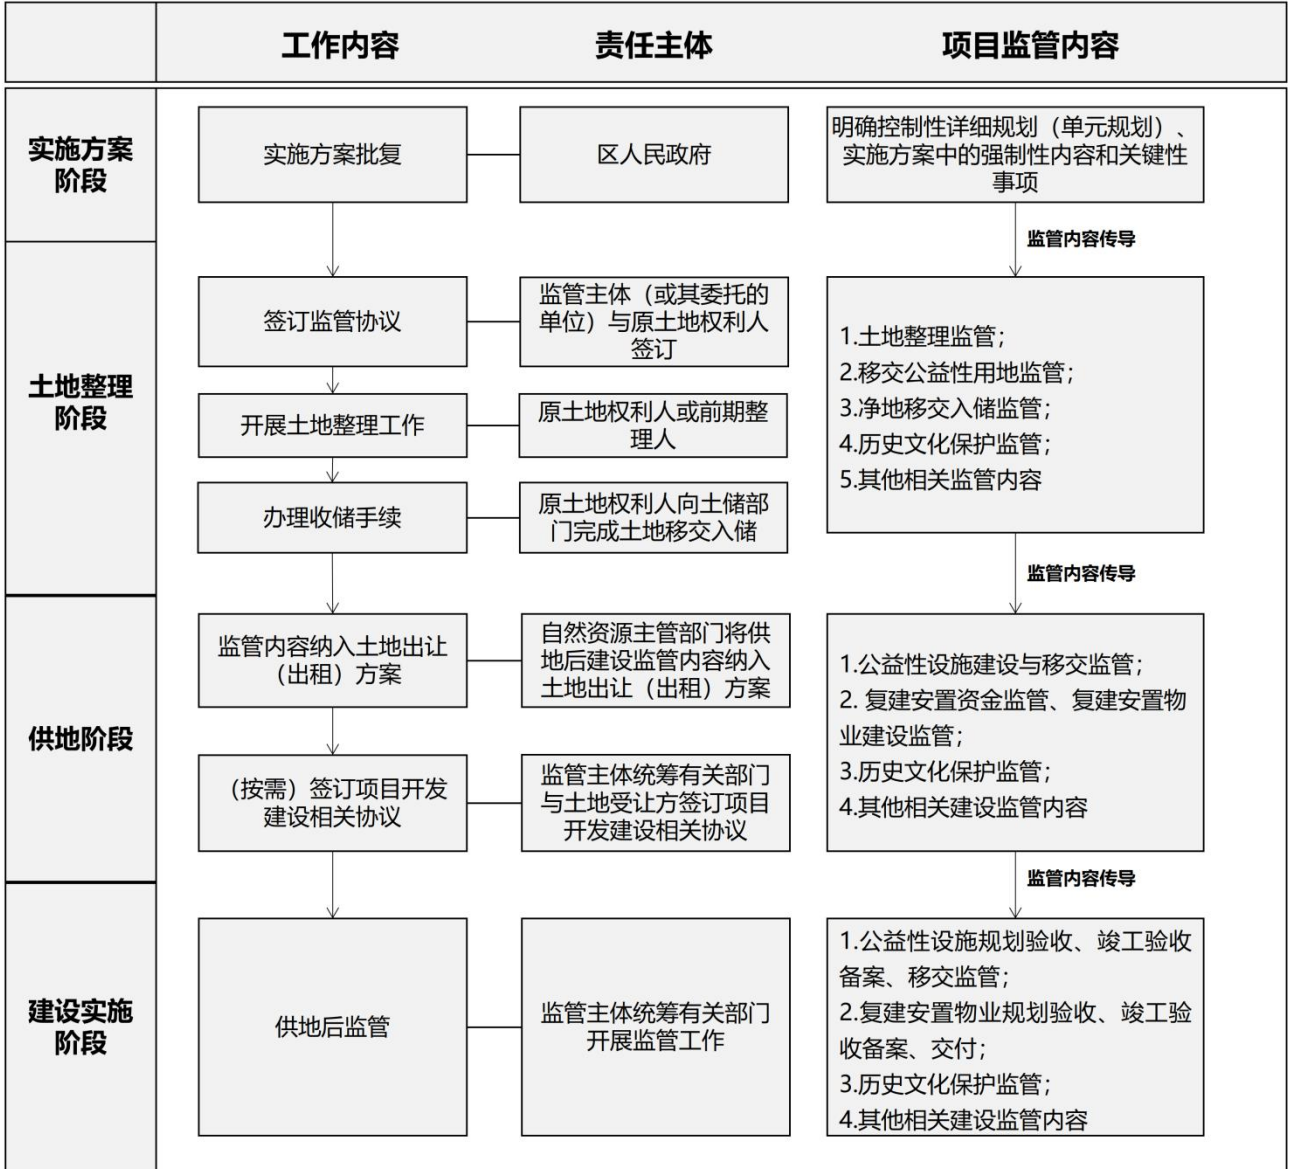 工作内容
责任主体
项目监管内容
实施方案
阶段
实施方案批复
区人民政府
明确控制性详细规划（单元规划）、
实施方案中的强制性内容和关键性
事项
监管内容传导
土地整理
阶段
签订监管协议
监管主体（或其委托的
单位）与原土地权利人
签订
开展土地整理工作
原土地权利人或前期整
理人
办理收储手续
原土地权利人向土储部
门完成土地移交入储
1.土地整理监管；
2.移交公益性用地监管；
3.净地移交入储监管；
4.历史文化保护监管；
5.其他相关监管内容
监管内容传导
供地阶段
监管内容纳入土地出让
（出租）方案
自然资源主管部门将供
地后建设监管内容纳入
土地出让（出租）方案
（按需）签订项目开发
建设相关协议
监管主体统筹有关部门
与土地受让方签订项目
开发建设相关协议
1.公益性设施建设与移交监管；
2. 复建安置资金监管、复建安置物
业建设监管；
3.历史文化保护监管；
4.其他相关建设监管内容
监管内容传导
建设实施
阶段
供地后监管
监管主体统筹有关部门
开展监管工作
1.公益性设施规划验收、竣工验收
备案、移交监管；
2.复建安置物业规划验收、竣工验
收备案、交付；
3.历史文化保护监管；
4.其他相关建设监管内容